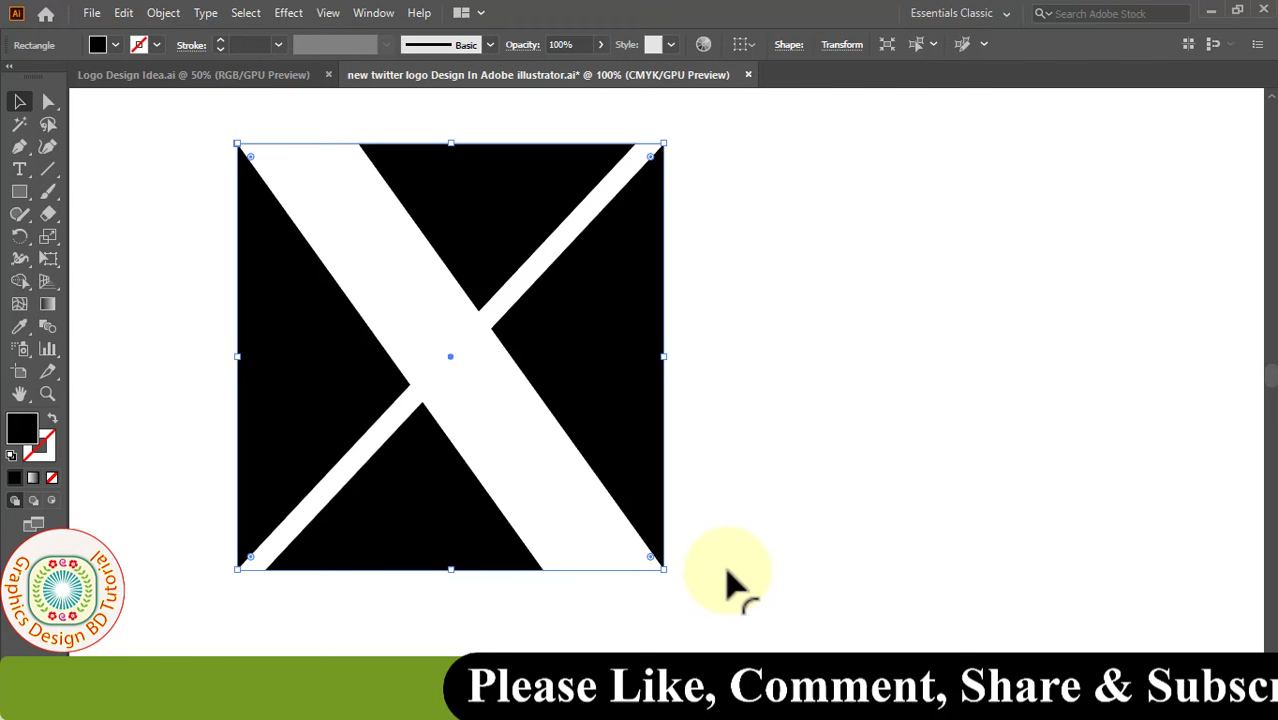 Ai File Edit Object Type Select Effect View Window Help Essentials Classic Search Adobe Stock
Rectangle Stroke: Basic Opacity: 100% Style: Shape: Transform
Logo Design Idea.ai @ 50% (RGB/GPU Preview) × new twitter logo Design In Adobe illustrator.ai* @ 100% (CMYK/GPU Preview) ×
Graphics Design BD Tutorial
Please Like, Comment, Share & Subscr